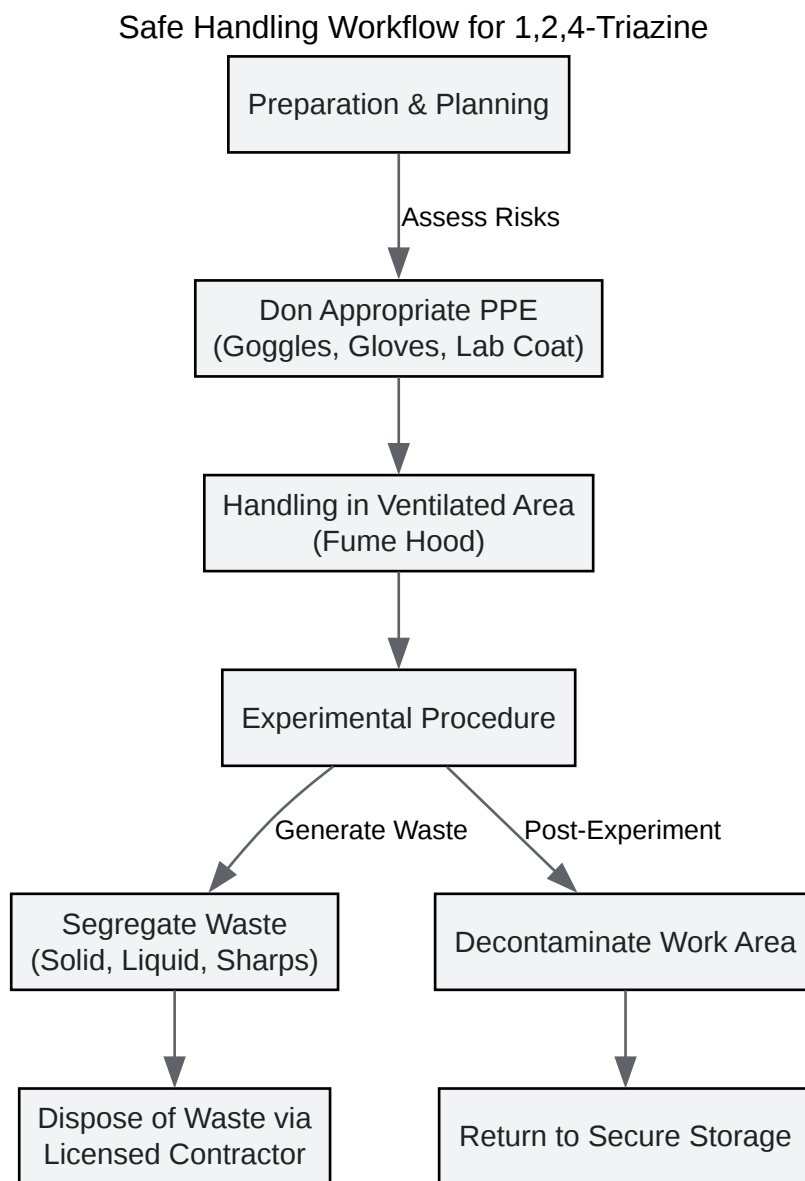 Safe Handling Workflow for 1,2,4-Triazine
Preparation & Planning
Assess Risks
Don Appropriate PPE
(Goggles, Gloves, Lab Coat)
Handling in Ventilated Area
(Fume Hood)
Experimental Procedure
Generate Waste
Post-Experiment
Segregate Waste
(Solid, Liquid, Sharps)
Decontaminate Work Area
Dispose of Waste via
Licensed Contractor
Return to Secure Storage